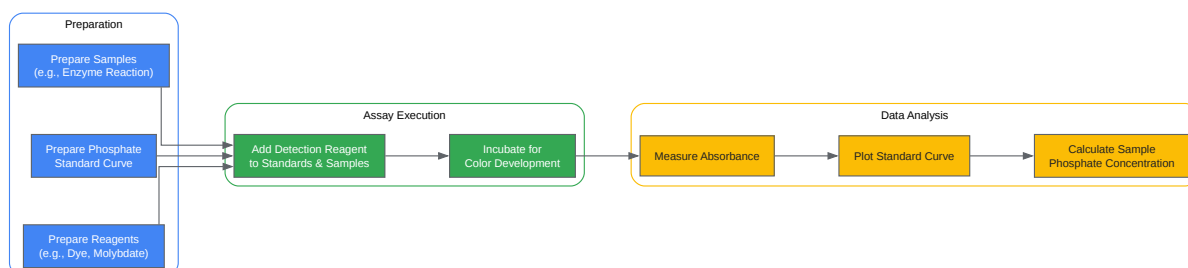 Preparation
Prepare Samples
(e.g., Enzyme Reaction)
Prepare Phosphate
Standard Curve
Prepare Reagents
(e.g., Dye, Molybdate)
Assay Execution
Add Detection Reagent
to Standards & Samples
Incubate for
Color Development
Data Analysis
Measure Absorbance
Plot Standard Curve
Calculate Sample
Phosphate Concentration